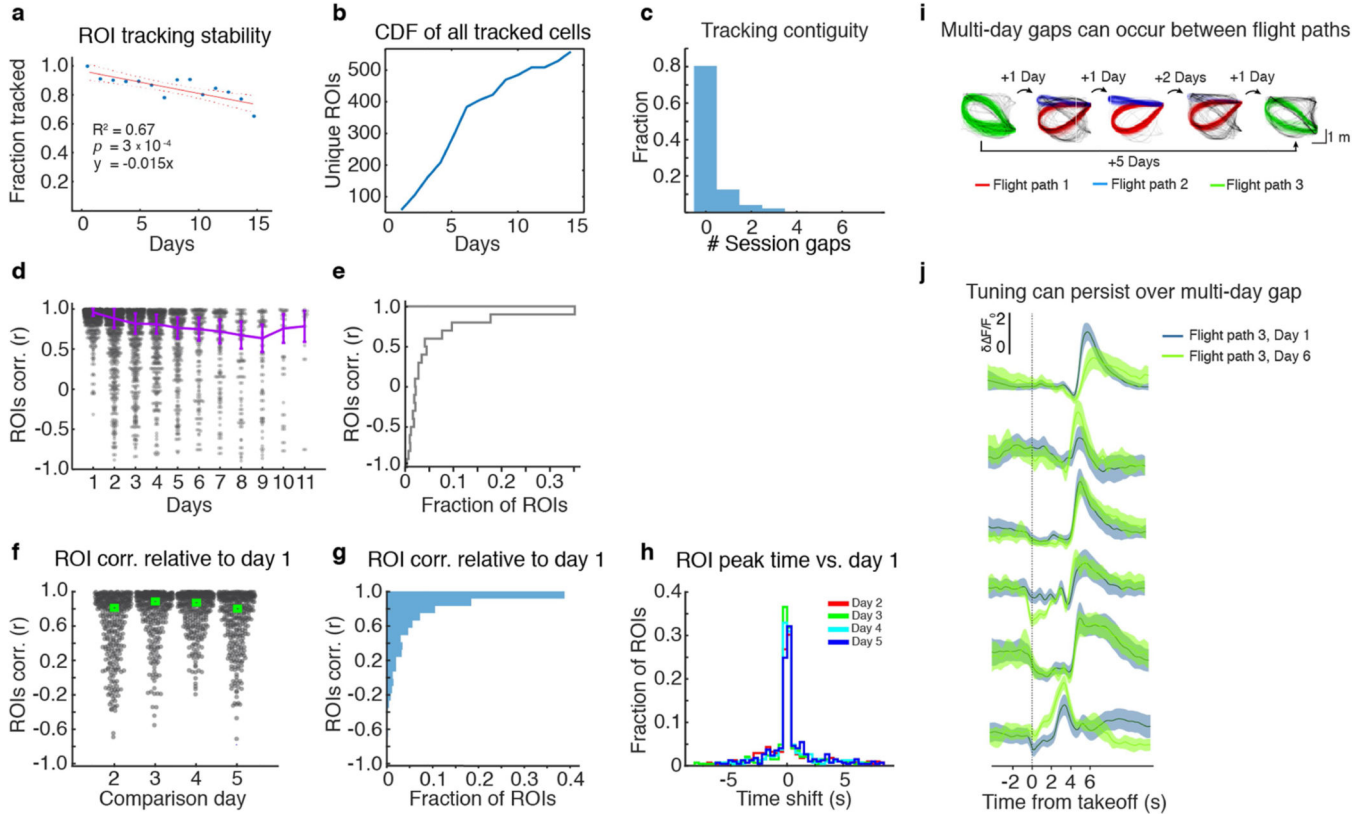 a
ROI tracking stability
Fraction tracked
1.0
0.8
0.6
0.4
0.2
R² = 0.67
p = 3 x 10⁻⁴
y = -0.015x
0 5 10 15
Days
b
CDF of all tracked cells
Unique ROIs
500
400
300
200
100
5 10 15
Days
c
Tracking contiguity
Fraction
0.8
0.6
0.4
0.2
0 2 4 6
# Session gaps
d
ROIs corr. (r)
1.0
0.5
0
-0.5
-1.0
1 2 3 4 5 6 7 8 9 10 11
Days
e
ROIs corr. (r)
1.0
0.5
0
-0.5
-1.0
0 0.1 0.2 0.3
Fraction of ROIs
f
ROI corr. relative to day 1
ROIs corr. (r)
1.0
0.6
0.2
-0.2
-0.6
-1.0
2 3 4 5
Comparison day
g
ROI corr. relative to day 1
ROIs corr. (r)
1.0
0.6
0.2
-0.2
-0.6
-1.0
0 0.1 0.2 0.3 0.4
Fraction of ROIs
h
ROI peak time vs. day 1
Fraction of ROIs
0.4
0.3
0.2
0.1
0
Day 2
Day 3
Day 4
Day 5
-5 0 5
Time shift (s)
i
Multi-day gaps can occur between flight paths
+1 Day +1 Day +2 Days +1 Day
1 m
+5 Days
Flight path 1 Flight path 2 Flight path 3
j
Tuning can persist over multi-day gap
δΔF/F⁰
2
0
Flight path 3, Day 1
Flight path 3, Day 6
-2 0 2 4 6
Time from takeoff (s)